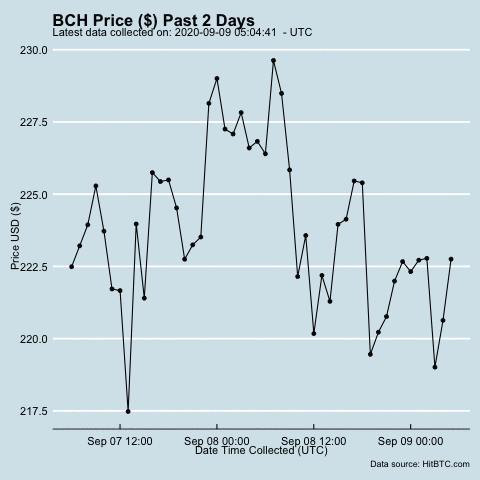 BCH Price ($) Past 2 Days
Latest data collected on: 2020-09-09 05:04:41  - UTC
230.0
227.5
225.0
222.5
220.0
217.5
Price USD ($)
Sep 07 12:00 Sep 08 00:00 Sep 08 12:00 Sep 09 00:00
Date Time Collected (UTC)
Data source: HitBTC.com